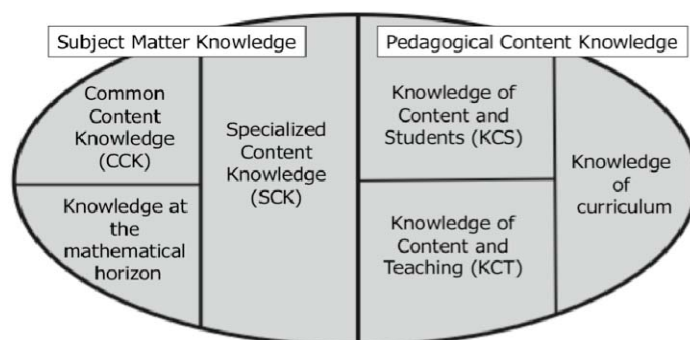 Subject Matter Knowledge
Pedagogical Content Knowledge
Common
Content
Knowledge
(CCK)
Knowledge at
the
mathematical
horizon
Specialized
Content
Knowledge
(SCK)
Knowledge of
Content and
Students (KCS)
Knowledge of
Content and
Teaching (KCT)
Knowledge
of
curriculum